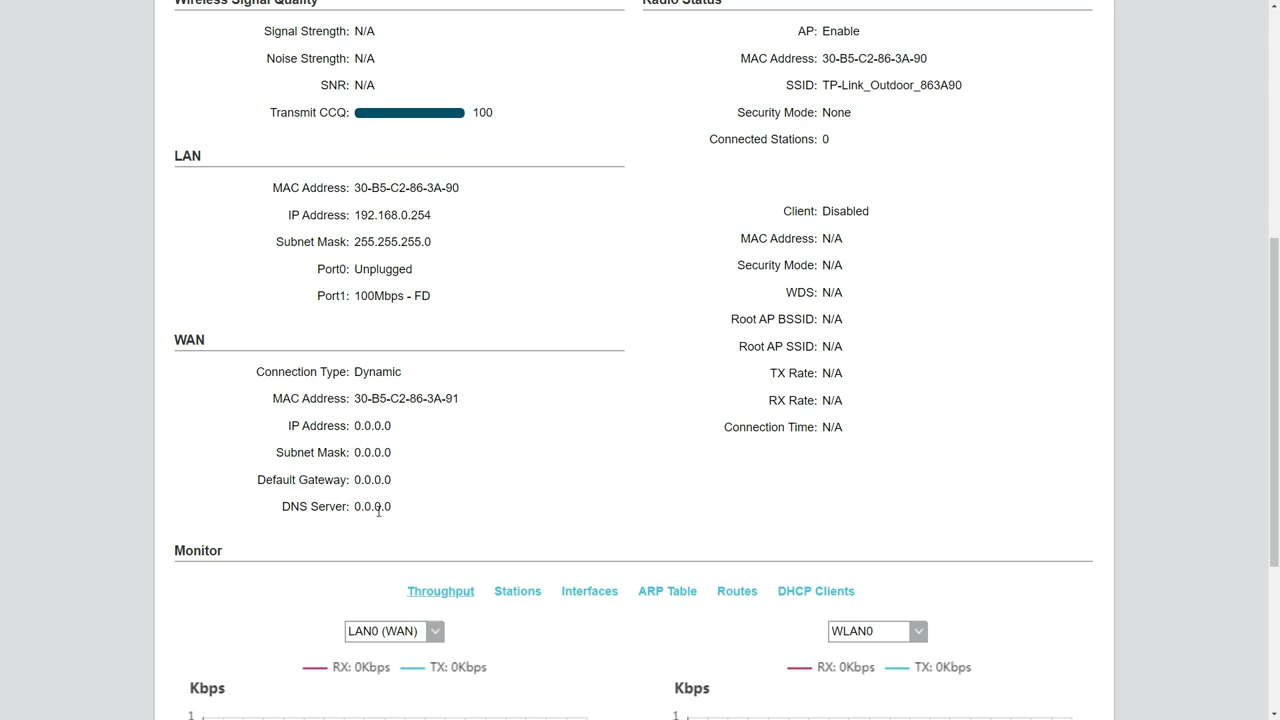 Wireless Signal Quality
Signal Strength: N/A
Noise Strength: N/A
SNR: N/A
Transmit CCQ: 100
LAN
MAC Address: 30-B5-C2-86-3A-90
IP Address: 192.168.0.254
Subnet Mask: 255.255.255.0
Port0: Unplugged
Port1: 100Mbps - FD
WAN
Connection Type: Dynamic
MAC Address: 30-B5-C2-86-3A-91
IP Address: 0.0.0.0
Subnet Mask: 0.0.0.0
Default Gateway: 0.0.0.0
DNS Server: 0.0.0.0
Radio Status
AP: Enable
MAC Address: 30-B5-C2-86-3A-90
SSID: TP-Link_Outdoor_863A90
Security Mode: None
Connected Stations: 0
Client: Disabled
MAC Address: N/A
Security Mode: N/A
WDS: N/A
Root AP BSSID: N/A
Root AP SSID: N/A
TX Rate: N/A
RX Rate: N/A
Connection Time: N/A
Monitor
Throughput Stations Interfaces ARP Table Routes DHCP Clients
LAN0 (WAN)
RX: 0Kbps TX: 0Kbps
Kbps
1
WLAN0
RX: 0Kbps TX: 0Kbps
Kbps
1